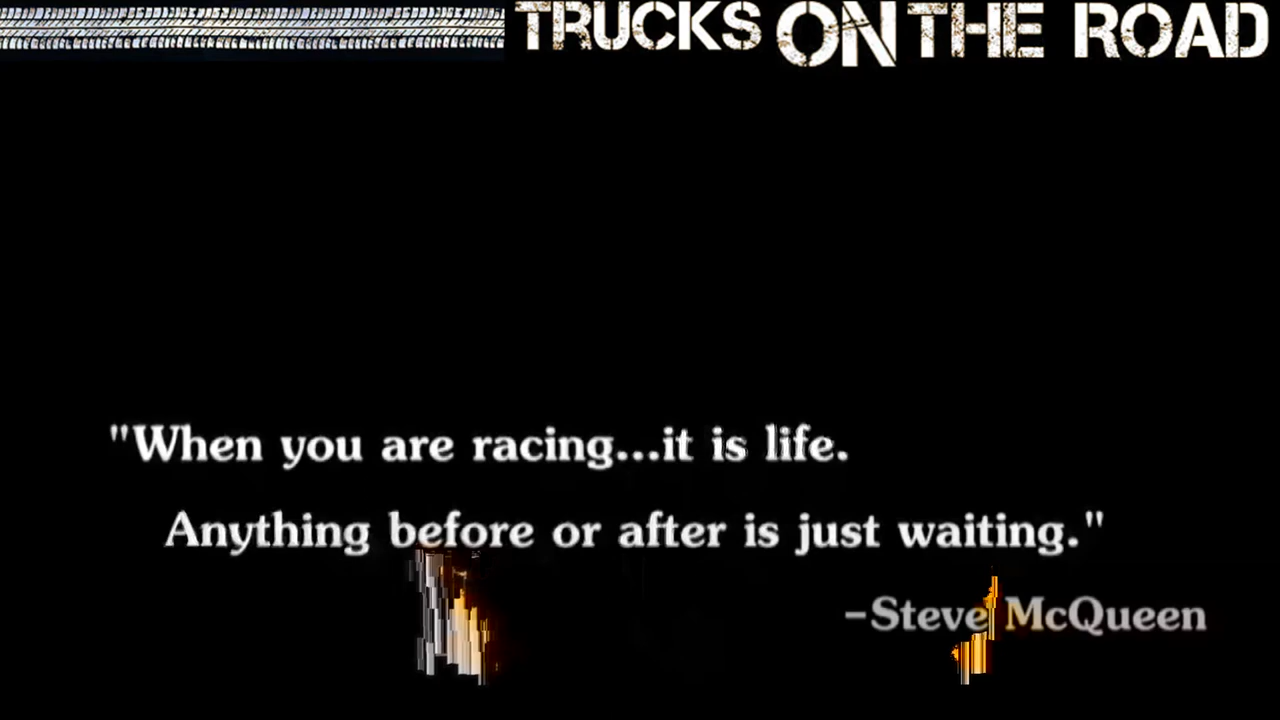 TRUCKS ON THE ROAD
"When you are racing...it is life.
Anything before or after is just waiting."
-Steve McQueen